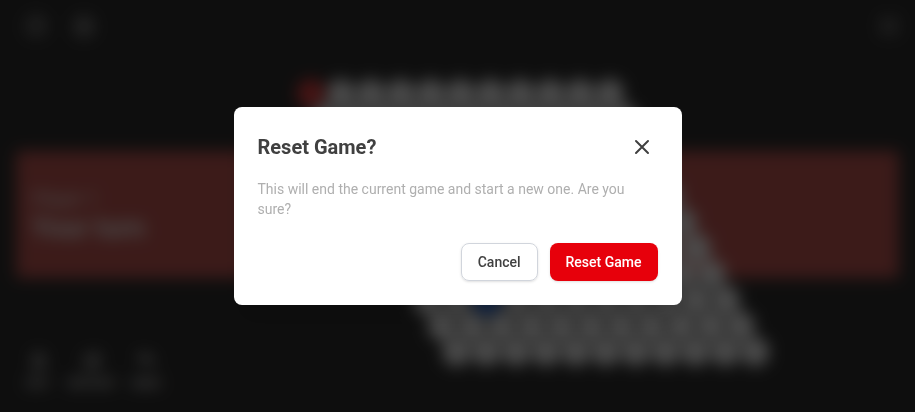 Reset Game?
This will end the current game and start a new one. Are you
sure?
Cancel
Reset Game